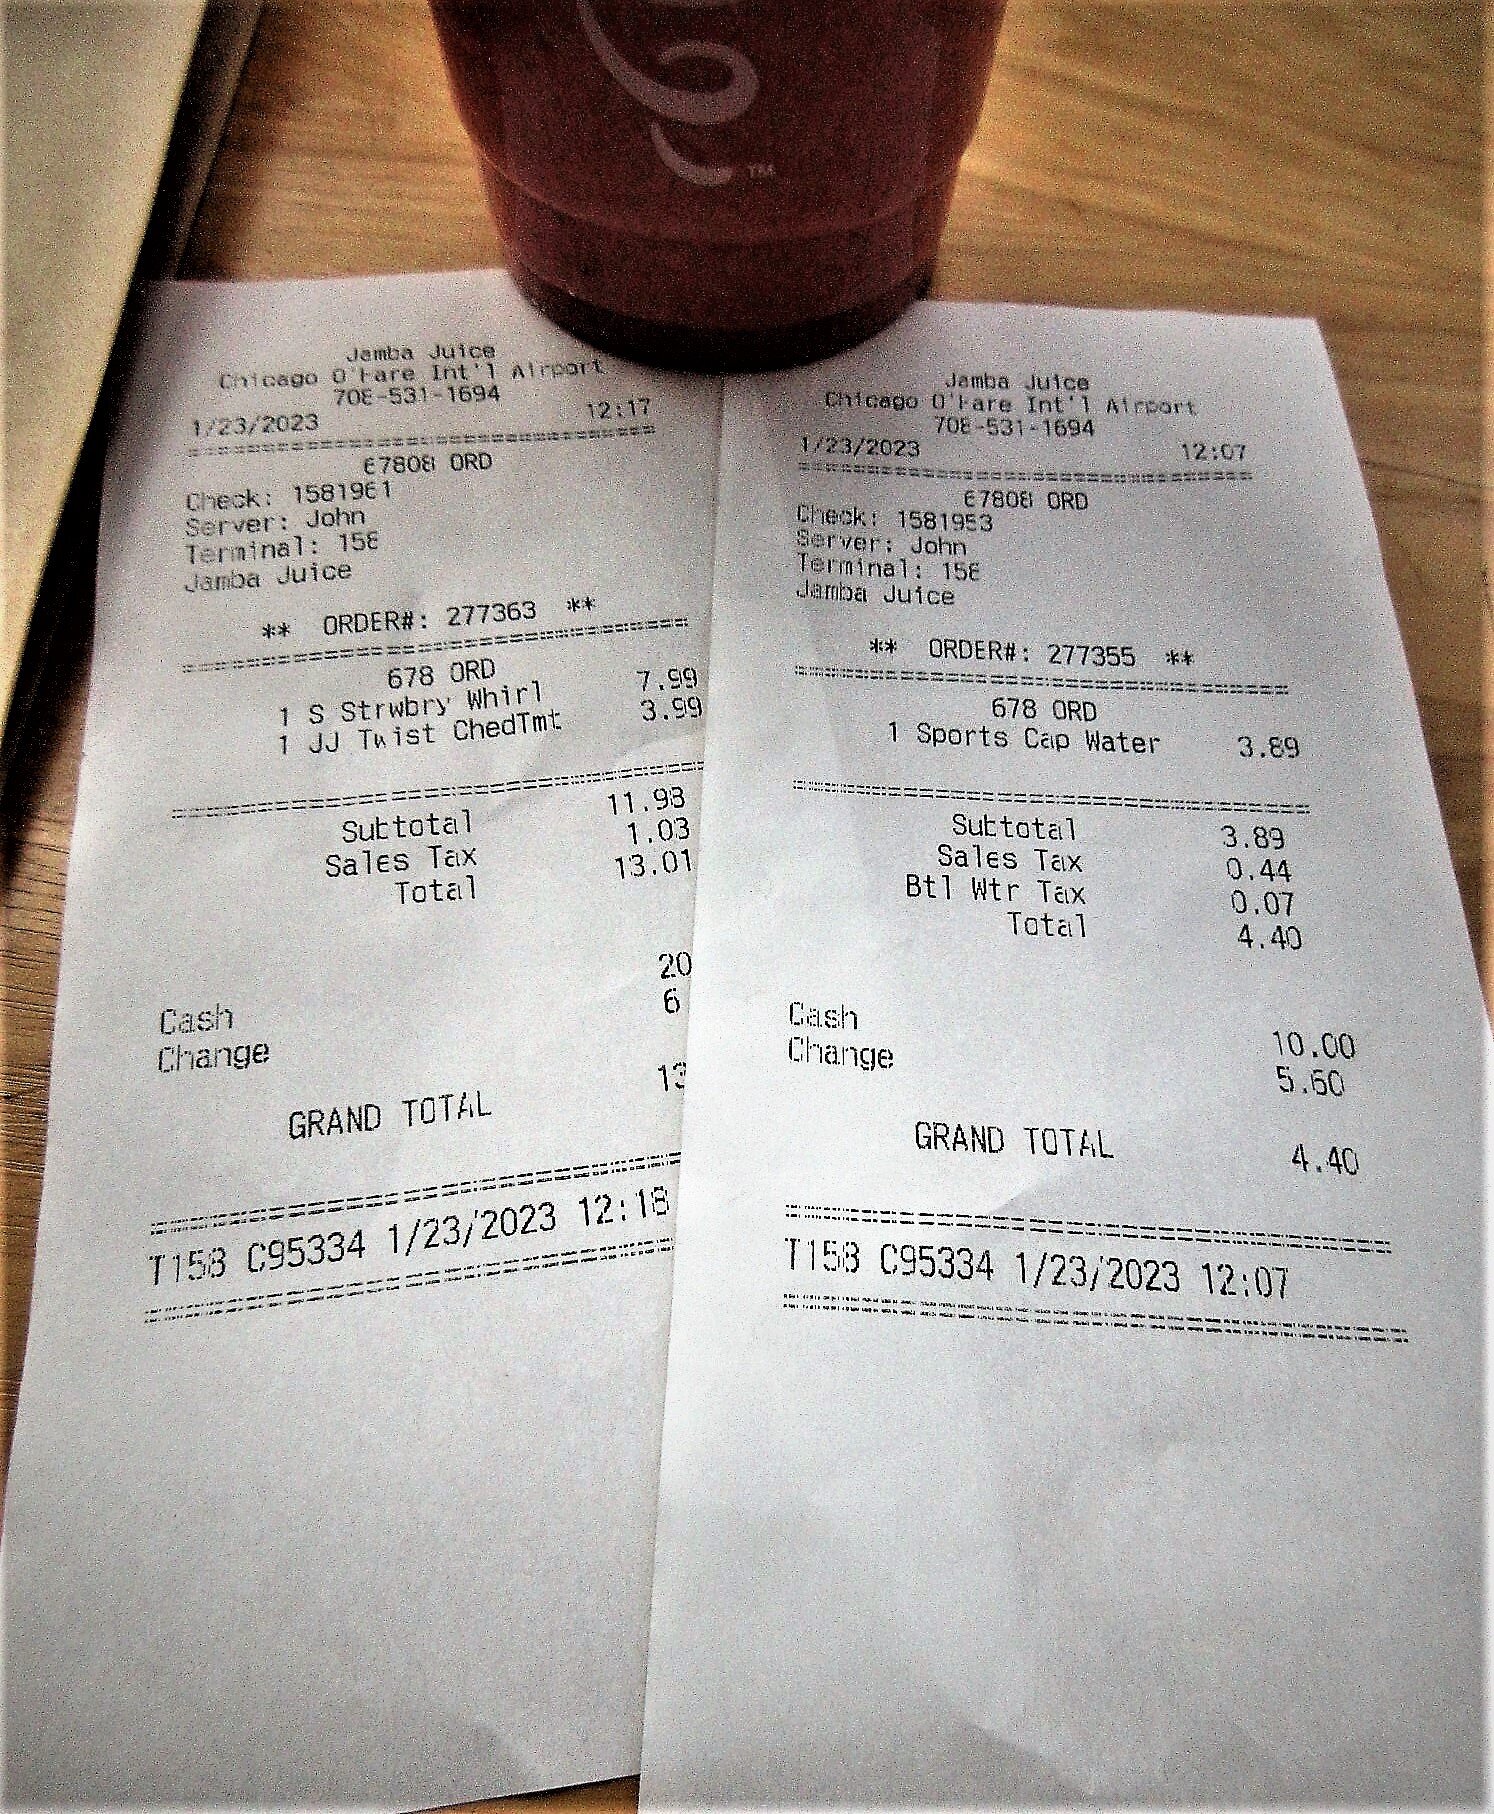 TM
Jamba Juice
Chicago O'Hare Int'l Airport
708-531-1694
1/23/2023 12:17
67808 ORD
Check: 1581961
Server: John
Terminal: 158
Jamba Juice
** ORDER#: 277363 **
678 ORD
1 S Strwbry Whirl 7.99
1 JJ Twist ChedTmt 3.99
Subtotal 11.98
Sales Tax 1.03
Total 13.01
Cash 20
Change 6
GRAND TOTAL 13
T158 C95334 1/23/2023 12:18
Jamba Juice
Chicago O'Hare Int'l Airport
708-531-1694
1/23/2023 12:07
67808 ORD
Check: 1581953
Server: John
Terminal: 158
Jamba Juice
** ORDER#: 277355 **
678 ORD
1 Sports Cap Water 3.89
Subtotal 3.89
Sales Tax 0.44
Btl Wtr Tax 0.07
Total 4.40
Cash 10.00
Change 5.60
GRAND TOTAL 4.40
T158 C95334 1/23/2023 12:07